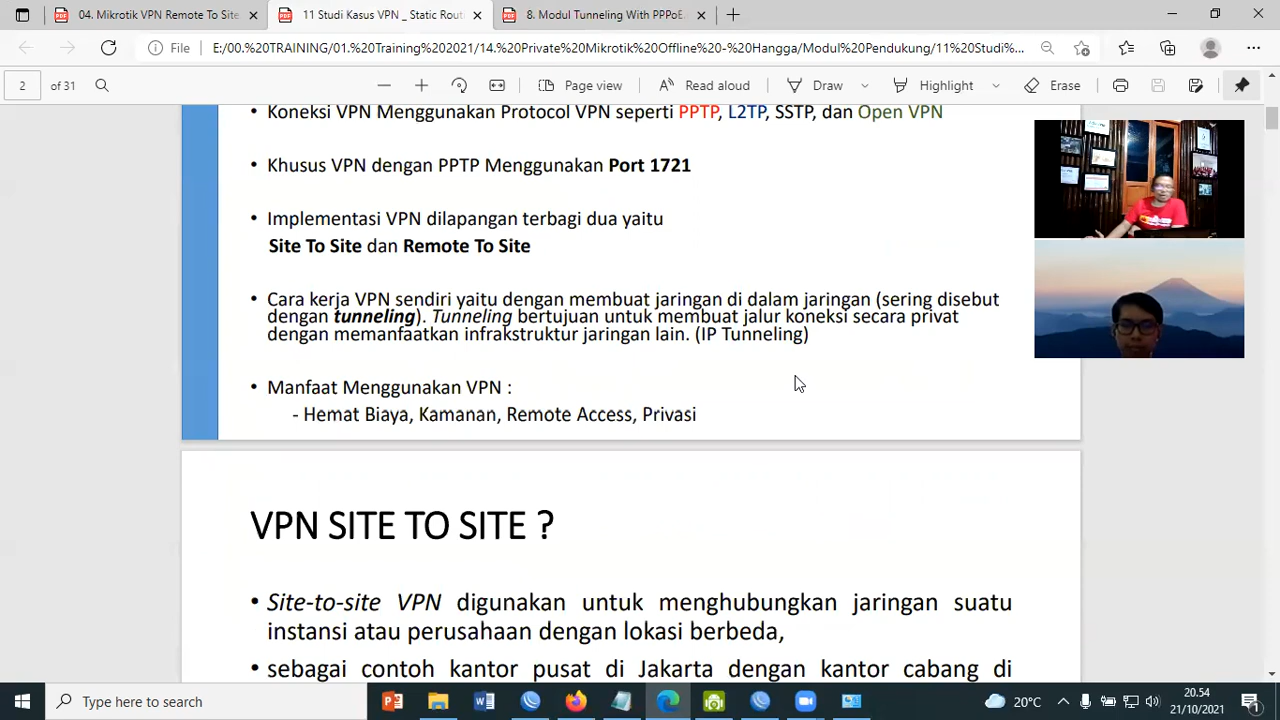 04. Mikrotik VPN Remote To Site
11 Studi Kasus VPN _ Static Rout
8. Modul Tunneling With PPPoE
File
E:/00.%20TRAINING/01.%20Training%202021/14.%20Private%20Mikrotik%20Offline%20-%20Hangga/Modul%20Pendukung/11%20Studi%...
2 of 31
Page view
Read aloud
Draw
Highlight
Erase
• Koneksi VPN Menggunakan Protocol VPN seperti PPTP, L2TP, SSTP, dan Open VPN
• Khusus VPN dengan PPTP Menggunakan Port 1721
• Implementasi VPN dilapangan terbagi dua yaitu
Site To Site dan Remote To Site
• Cara kerja VPN sendiri yaitu dengan membuat jaringan di dalam jaringan (sering disebut
dengan tunneling). Tunneling bertujuan untuk membuat jalur koneksi secara privat
dengan memanfaatkan infrakstruktur jaringan lain. (IP Tunneling)
• Manfaat Menggunakan VPN :
- Hemat Biaya, Kamanan, Remote Access, Privasi
VPN SITE TO SITE ?
• Site-to-site VPN digunakan untuk menghubungkan jaringan suatu
instansi atau perusahaan dengan lokasi berbeda,
• sebagai contoh kantor pusat di Jakarta dengan kantor cabang di
Type here to search
20°C
20.54
21/10/2021